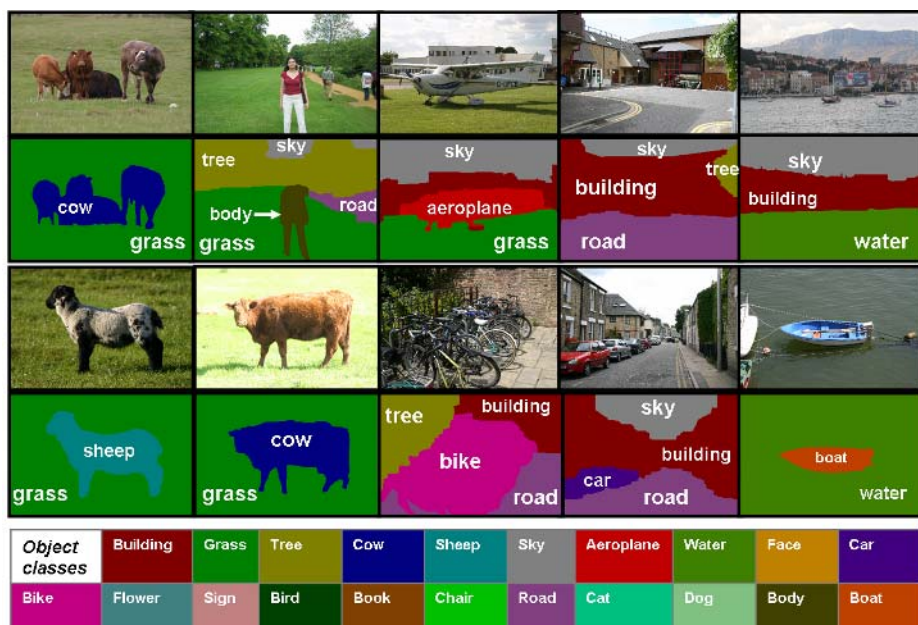 sky
tree
body
road
grass
cow
grass
sky
aeroplane
grass
sky
building
tree
road
sky
building
water
sheep
grass
cow
grass
tree
building
bike
road
sky
building
car
road
boat
water
Object classes
Building
Grass
Tree
Cow
Sheep
Sky
Aeroplane
Water
Face
Car
Bike
Flower
Sign
Bird
Book
Chair
Road
Cat
Dog
Body
Boat